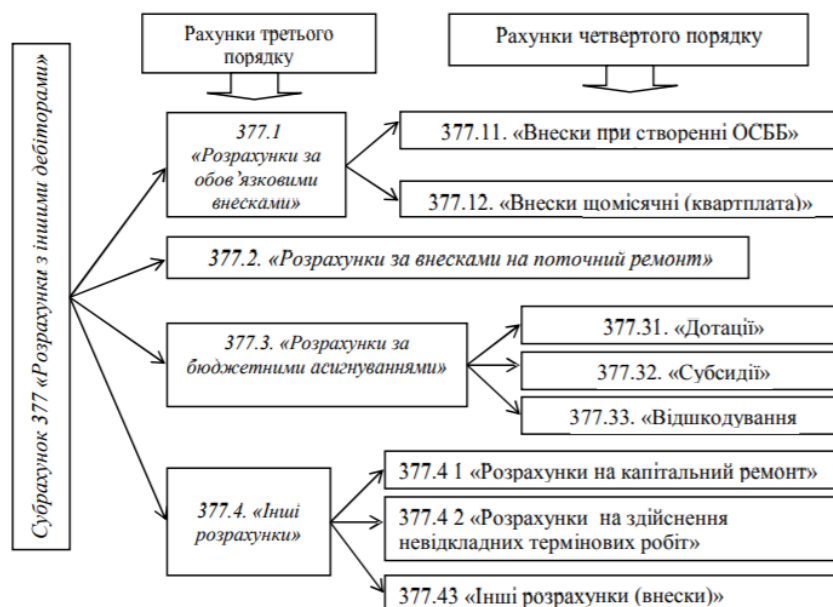 Рахунки третього
порядку
Рахунки четвертого порядку
Субрахунок 377 «Розрахунки з іншими дебіторами»
377.1
«Розрахунки за
обов’язковими
внесками»
377.11. «Внески при створенні ОСББ»
377.12. «Внески щомісячні (квартплата)»
377.2. «Розрахунки за внесками на поточний ремонт»
377.3. «Розрахунки за
бюджетними асигнуваннями»
377.31. «Дотації»
377.32. «Субсидії»
377.33. «Відшкодування
377.4. «Інші
розрахунки»
377.4 1 «Розрахунки на капітальний ремонт»
377.4 2 «Розрахунки на здійснення
невідкладних термінових робіт»
377.43 «Інші розрахунки (внески)»